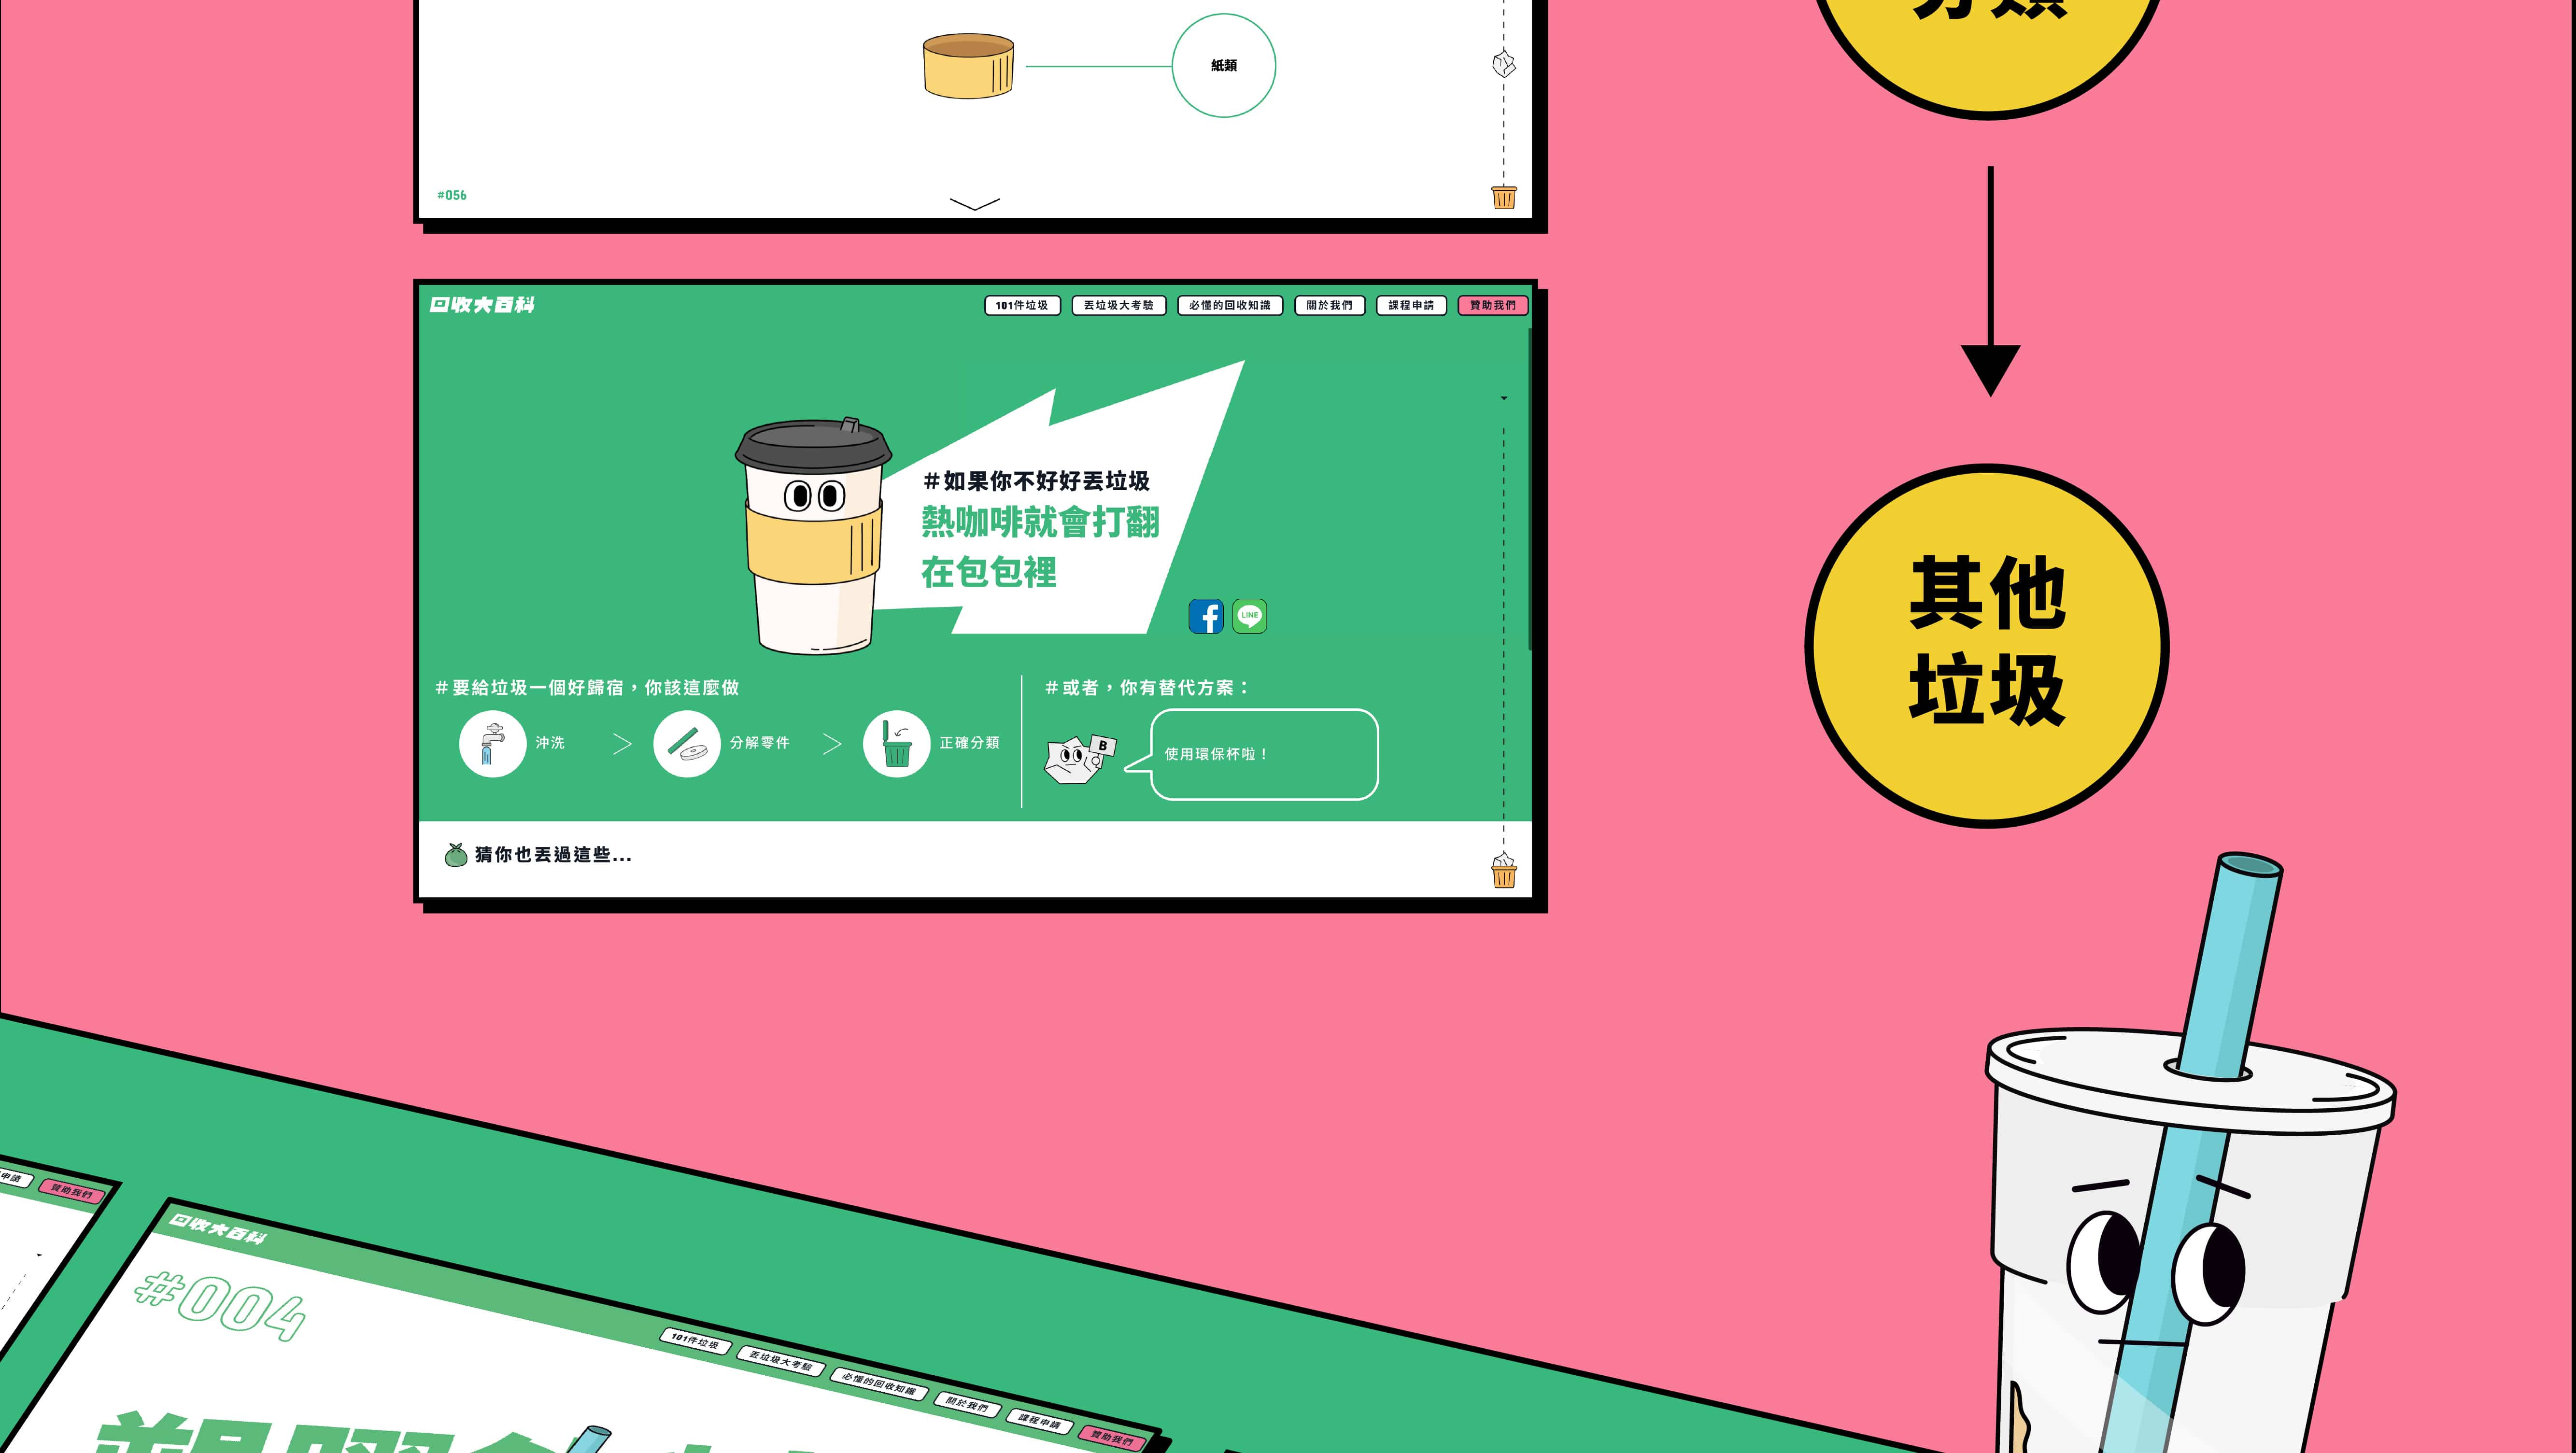 分類
紙類
#056
回收大百科
101件垃圾
丟垃圾大考驗
必懂的回收知識
關於我們
課程申請
贊助我們
#如果你不好好丟垃圾
熱咖啡就會打翻
在包包裡
LINE
#要給垃圾一個好歸宿，你該這麼做
沖洗
分解零件
正確分類
#或者，你有替代方案：
B
使用環保杯啦！
猜你也丟過這些...
其他
垃圾
申請
贊助我們
回收大百科
#004
101件垃圾
丟垃圾大考驗
必懂的回收知識
關於我們
課程申請
贊助我們